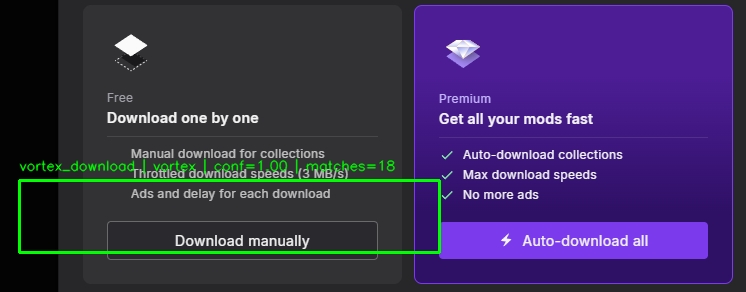 Free
Download one by one
Manual download for collections
vortex_download | vortex | conf=1.00 | matches=18
Throttled download speeds (3 MB/s)
Ads and delay for each download
Download manually
Premium
Get all your mods fast
Auto-download collections
Max download speeds
No more ads
Auto-download all